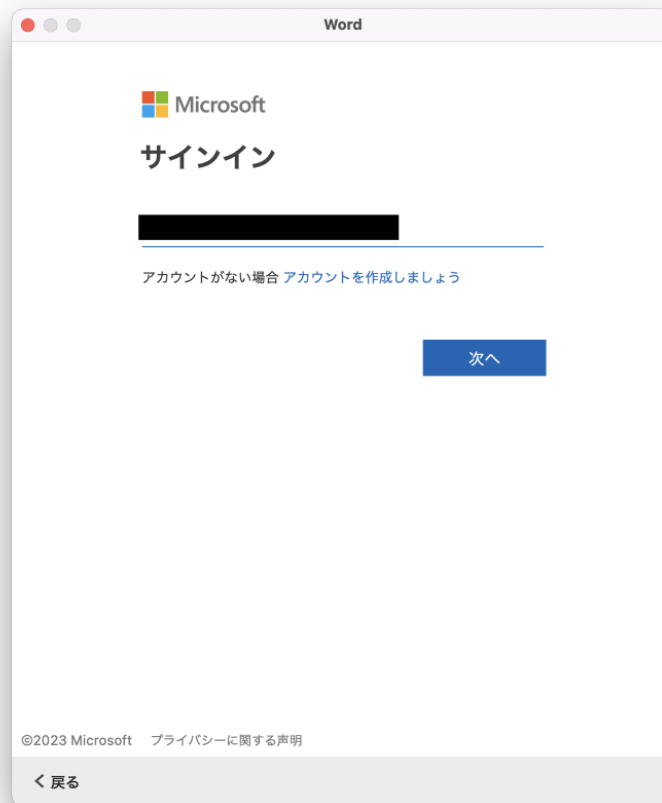 Word
Microsoft
サインイン
アカウントがない場合 アカウントを作成しましょう
次へ
©2023 Microsoft プライバシーに関する声明
戻る